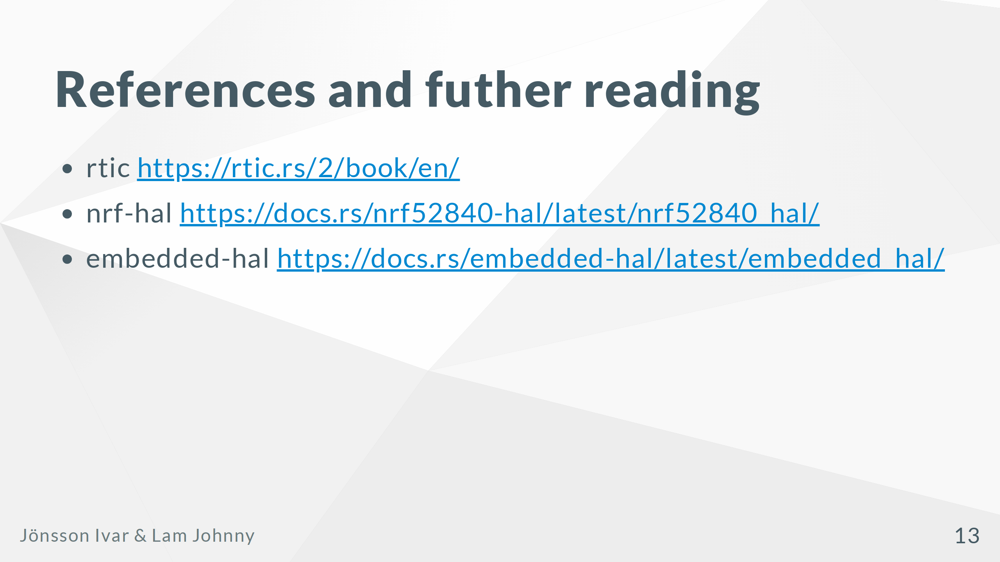 References and futher reading
• rtic https://rtic.rs/2/book/en/
• nrf-hal https://docs.rs/nrf52840-hal/latest/nrf52840_hal/
• embedded-hal https://docs.rs/embedded-hal/latest/embedded_hal/
Jönsson Ivar & Lam Johnny
13